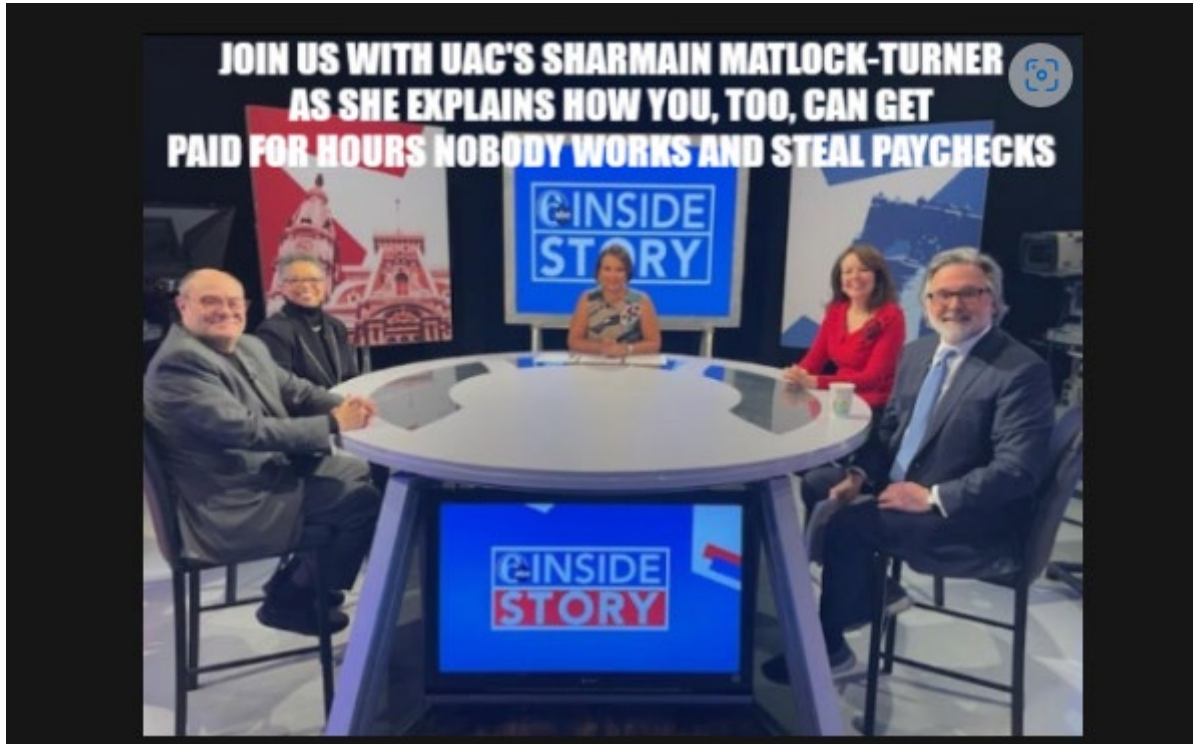 JOIN US WITH UAC'S SHARMAIN MATLOCK-TURNER
AS SHE EXPLAINS HOW YOU, TOO, CAN GET
PAID FOR HOURS NOBODY WORKS AND STEAL PAYCHECKS
INSIDE
STORY
INSIDE
STORY